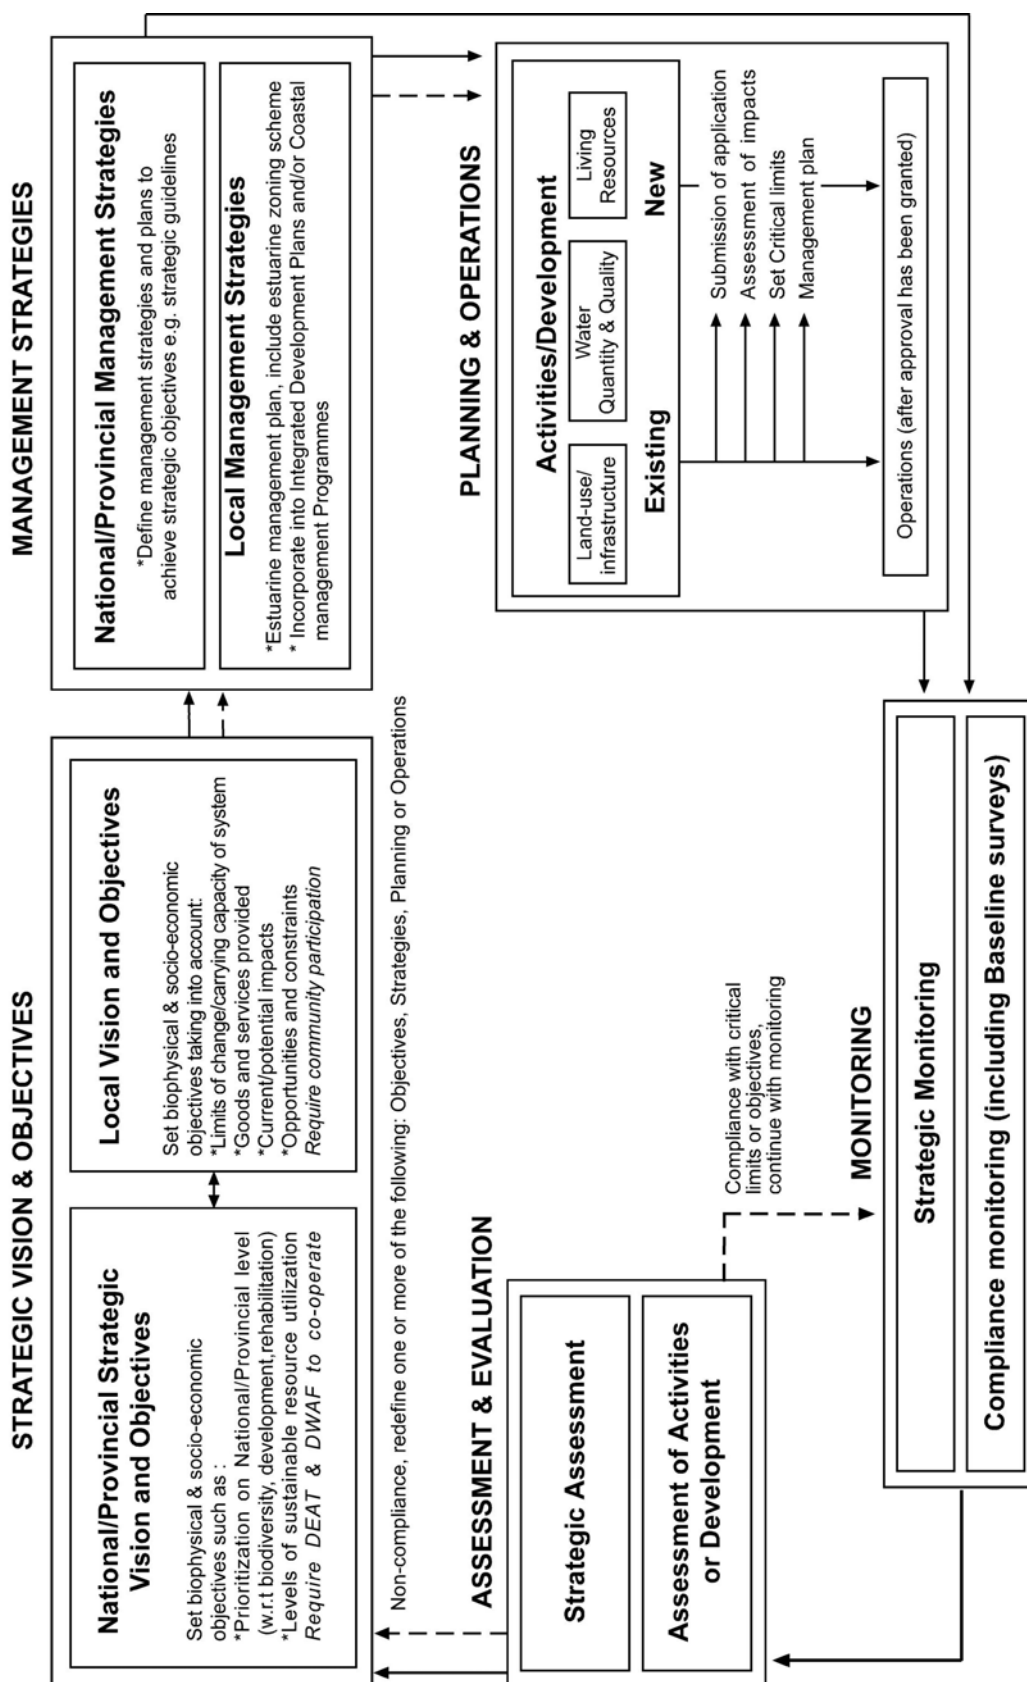 STRATEGIC VISION & OBJECTIVES
National/Provincial Strategic
Vision and Objectives
Set biophysical & socio-economic
objectives such as :
*Prioritization on National/Provincial level
(w.r.t biodiversity, development,rehabilitation)
*Levels of sustainable resource utilization
Require DEAT & DWAF to co-operate
Local Vision and Objectives
Set biophysical & socio-economic
objectives taking into account:
*Limits of change/carrying capacity of system
*Goods and services provided
*Current/potential impacts
*Opportunities and constraints
Require community participation
MANAGEMENT STRATEGIES
National/Provincial Management Strategies
*Define management strategies and plans to
achieve strategic objectives e.g. strategic guidelines
Local Management Strategies
*Estuarine management plan, include estuarine zoning scheme
* Incorporate into Integrated Development Plans and/or Coastal
management Programmes
Non-compliance, redefine one or more of the following: Objectives, Strategies, Planning or Operations
ASSESSMENT & EVALUATION
Strategic Assessment
Assessment of Activities
or Development
Compliance with critical
limits or objectives,
continue with monitoring
PLANNING & OPERATIONS
Activities/Development
Land-use/
infrastructure
Water
Quantity & Quality
Living
Resources
Existing
New
Submission of application
Assessment of impacts
Set Critical limits
Management plan
Operations (after approval has been granted)
MONITORING
Strategic Monitoring
Compliance monitoring (including Baseline surveys)